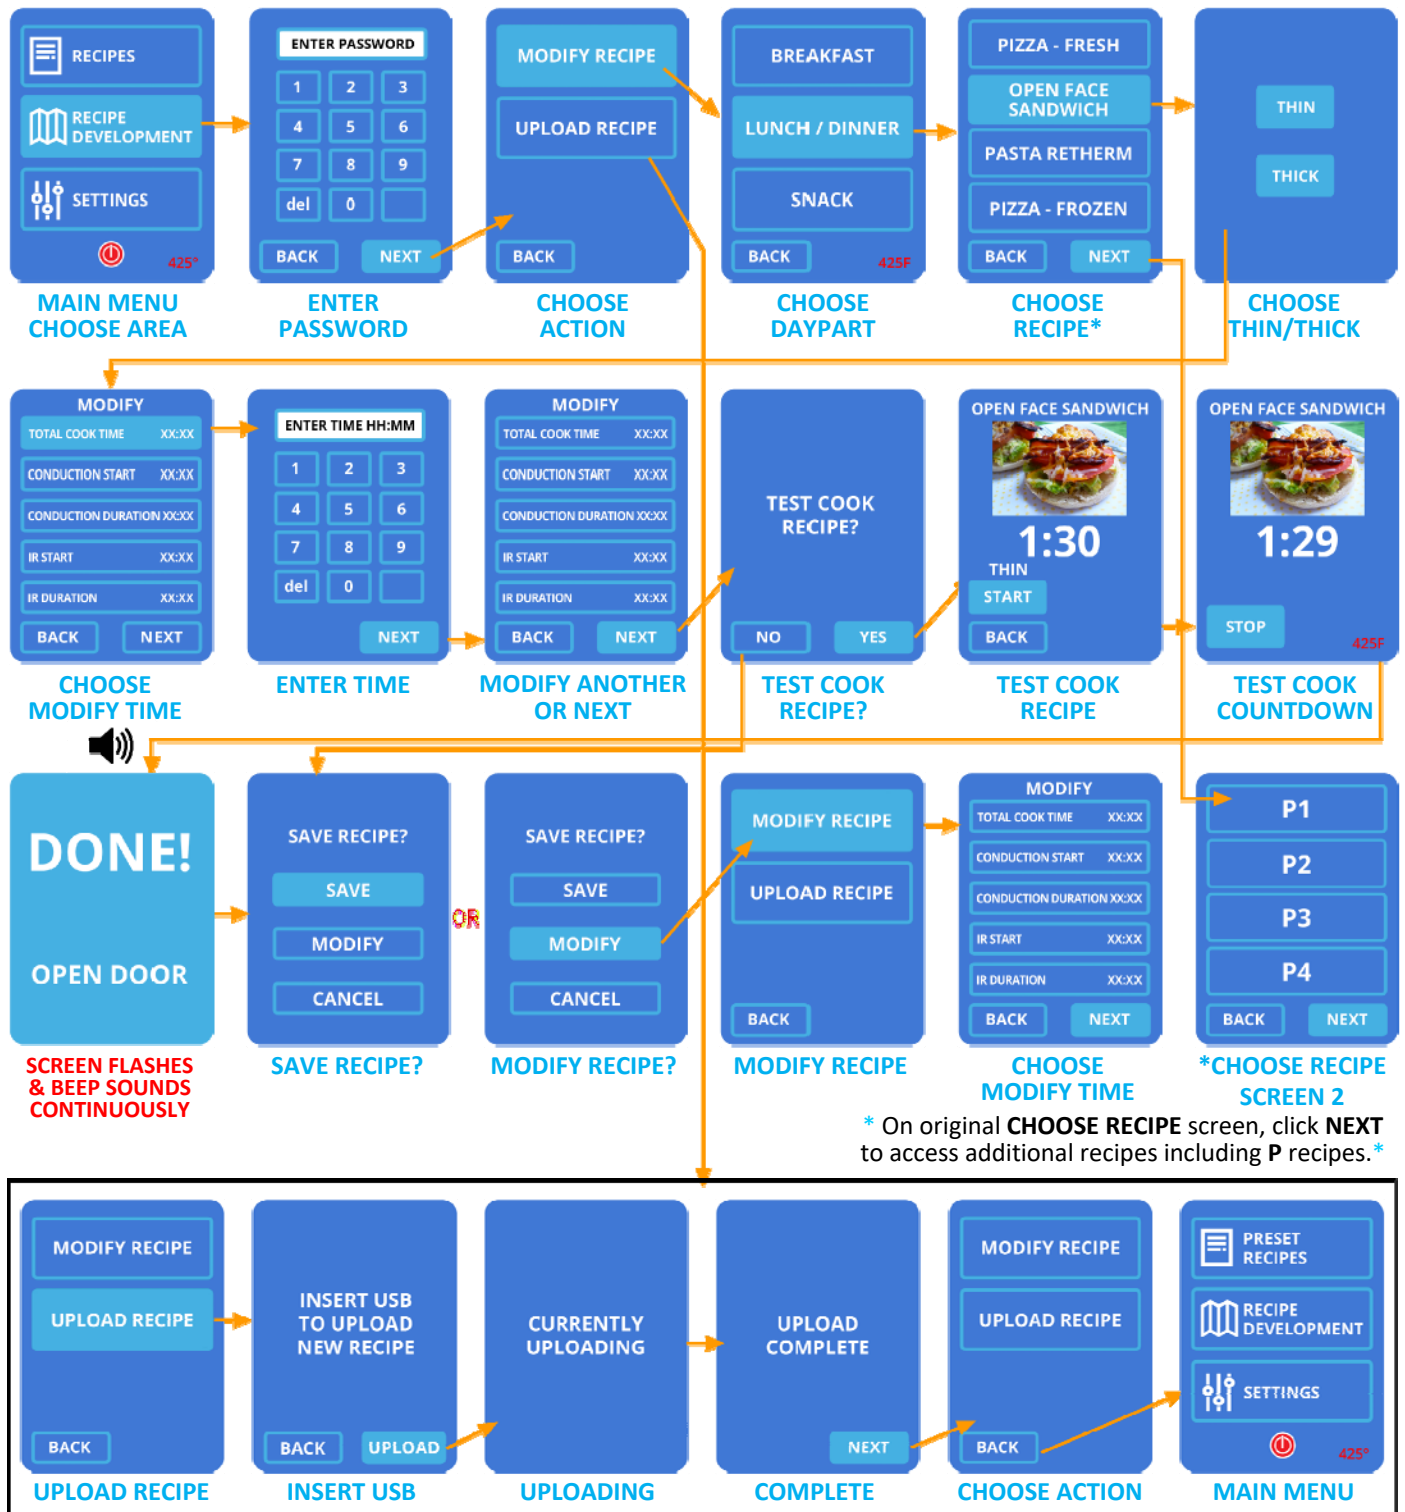 RECIPES
RECIPE
DEVELOPMENT
SETTINGS
425°
MAIN MENU
CHOOSE AREA
ENTER PASSWORD
1 2 3
4 5 6
7 8 9
del 0
BACK NEXT
ENTER
PASSWORD
MODIFY RECIPE
UPLOAD RECIPE
BACK
CHOOSE
ACTION
BREAKFAST
LUNCH / DINNER
SNACK
BACK 425F
CHOOSE
DAYPART
PIZZA - FRESH
OPEN FACE
SANDWICH
PASTA RETHERM
PIZZA - FROZEN
BACK NEXT
CHOOSE
RECIPE*
THIN
THICK
CHOOSE
THIN/THICK
MODIFY
TOTAL COOK TIME XX:XX
CONDUCTION START XX:XX
CONDUCTION DURATION XX:XX
IR START XX:XX
IR DURATION XX:XX
BACK NEXT
CHOOSE
MODIFY TIME
ENTER TIME HH:MM
1 2 3
4 5 6
7 8 9
del 0
NEXT
ENTER TIME
MODIFY
TOTAL COOK TIME XX:XX
CONDUCTION START XX:XX
CONDUCTION DURATION XX:XX
IR START XX:XX
IR DURATION XX:XX
BACK NEXT
MODIFY ANOTHER
OR NEXT
TEST COOK
RECIPE?
NO YES
TEST COOK
RECIPE?
OPEN FACE SANDWICH
1:30
THIN
START
BACK
TEST COOK
RECIPE
OPEN FACE SANDWICH
1:29
STOP
425F
TEST COOK
COUNTDOWN
DONE!
OPEN DOOR
SCREEN FLASHES
& BEEP SOUNDS
CONTINUOUSLY
SAVE RECIPE?
SAVE
MODIFY
CANCEL
SAVE RECIPE?
OR
SAVE RECIPE?
SAVE
MODIFY
CANCEL
MODIFY RECIPE?
MODIFY RECIPE
UPLOAD RECIPE
BACK
MODIFY RECIPE
MODIFY
TOTAL COOK TIME XX:XX
CONDUCTION START XX:XX
CONDUCTION DURATION XX:XX
IR START XX:XX
IR DURATION XX:XX
BACK NEXT
CHOOSE
MODIFY TIME
P1
P2
P3
P4
BACK NEXT
*CHOOSE RECIPE
SCREEN 2
* On original CHOOSE RECIPE screen, click NEXT
to access additional recipes including P recipes.*
MODIFY RECIPE
UPLOAD RECIPE
BACK
UPLOAD RECIPE
INSERT USB
TO UPLOAD
NEW RECIPE
BACK UPLOAD
INSERT USB
CURRENTLY
UPLOADING
UPLOADING
UPLOAD
COMPLETE
NEXT
COMPLETE
MODIFY RECIPE
UPLOAD RECIPE
BACK
CHOOSE ACTION
PRESET
RECIPES
RECIPE
DEVELOPMENT
SETTINGS
425°
MAIN MENU